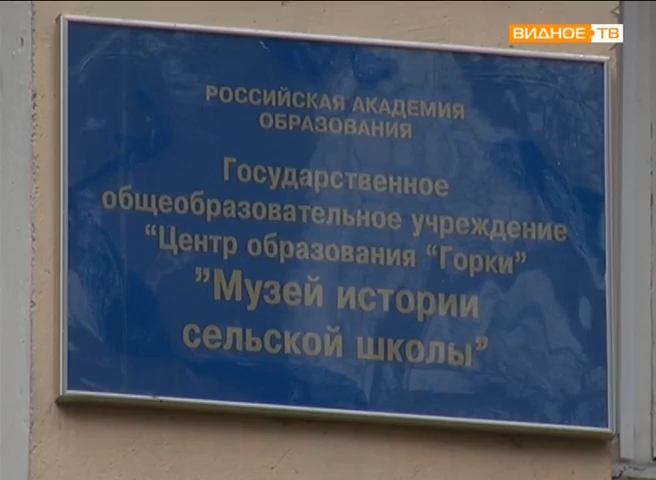 ВИДНОЕ ТВ
РОССИЙСКАЯ АКАДЕМИЯ
ОБРАЗОВАНИЯ
Государственное
общеобразовательное учреждение
“Центр образования “Горки”
”Музей истории
сельской школы”